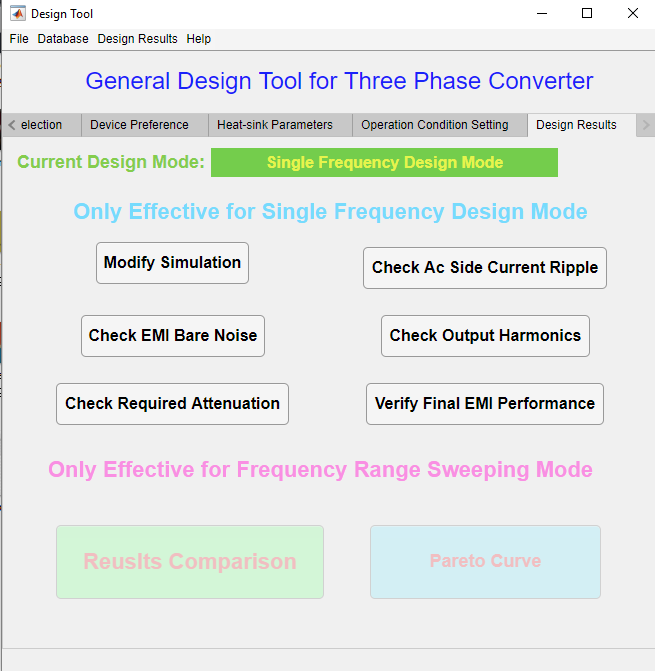 Design Tool
File Database Design Results Help
General Design Tool for Three Phase Converter
election Device Preference Heat-sink Parameters Operation Condition Setting Design Results
Current Design Mode: Single Frequency Design Mode
Only Effective for Single Frequency Design Mode
Modify Simulation Check Ac Side Current Ripple
Check EMI Bare Noise Check Output Harmonics
Check Required Attenuation Verify Final EMI Performance
Only Effective for Frequency Range Sweeping Mode
Reuslts Comparison Pareto Curve